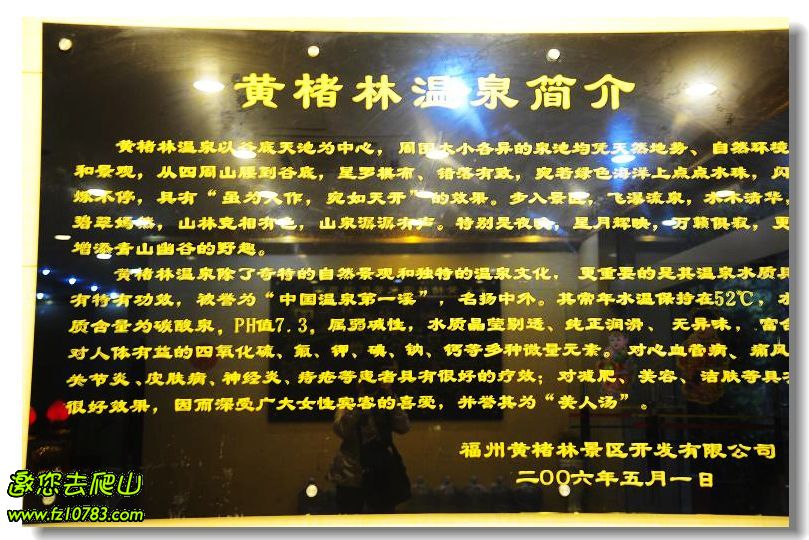 黄楮林温泉简介
黄楮林温泉以谷底天池为中心，周围大小各异的泉池均凭天然地势、自然环境
和景观，从四周山腰到谷底，星罗棋布、错落有致，宛若绿色海洋上点点水珠，闪
烁不停，具有“虽为人作，宛如天开”的效果。步入景区，飞瀑流泉，水木清华，
碧翠嫣然，山林竞相有色，山泉潺潺有声。特别是夜晚，星月辉映，万籁俱寂，更
增添青山幽谷的野趣。
黄楮林温泉除了奇特的自然景观和独特的温泉文化，更重要的是其温泉水质具
有特有功效，被誉为“中国温泉第一溪”，名扬中外。其常年水温保持在52℃，水
质含量为碳酸泉，PH值7.3，属弱碱性，水质晶莹剔透、纯正润滑、无异味，富含
对人体有益的四氧化硫、氟、钾、碘、钠、钙等多种微量元素。对心血管病、痛风
关节炎、皮肤病、神经炎、痔疮等患者具有很好的疗效；对减肥、美容、洁肤等具有
很好效果，因而深受广大女性宾客的喜爱，并誉其为“美人汤”。
福州黄楮林景区开发有限公司
二〇〇六年五月一日
邀您去爬山
www.fz10783.com